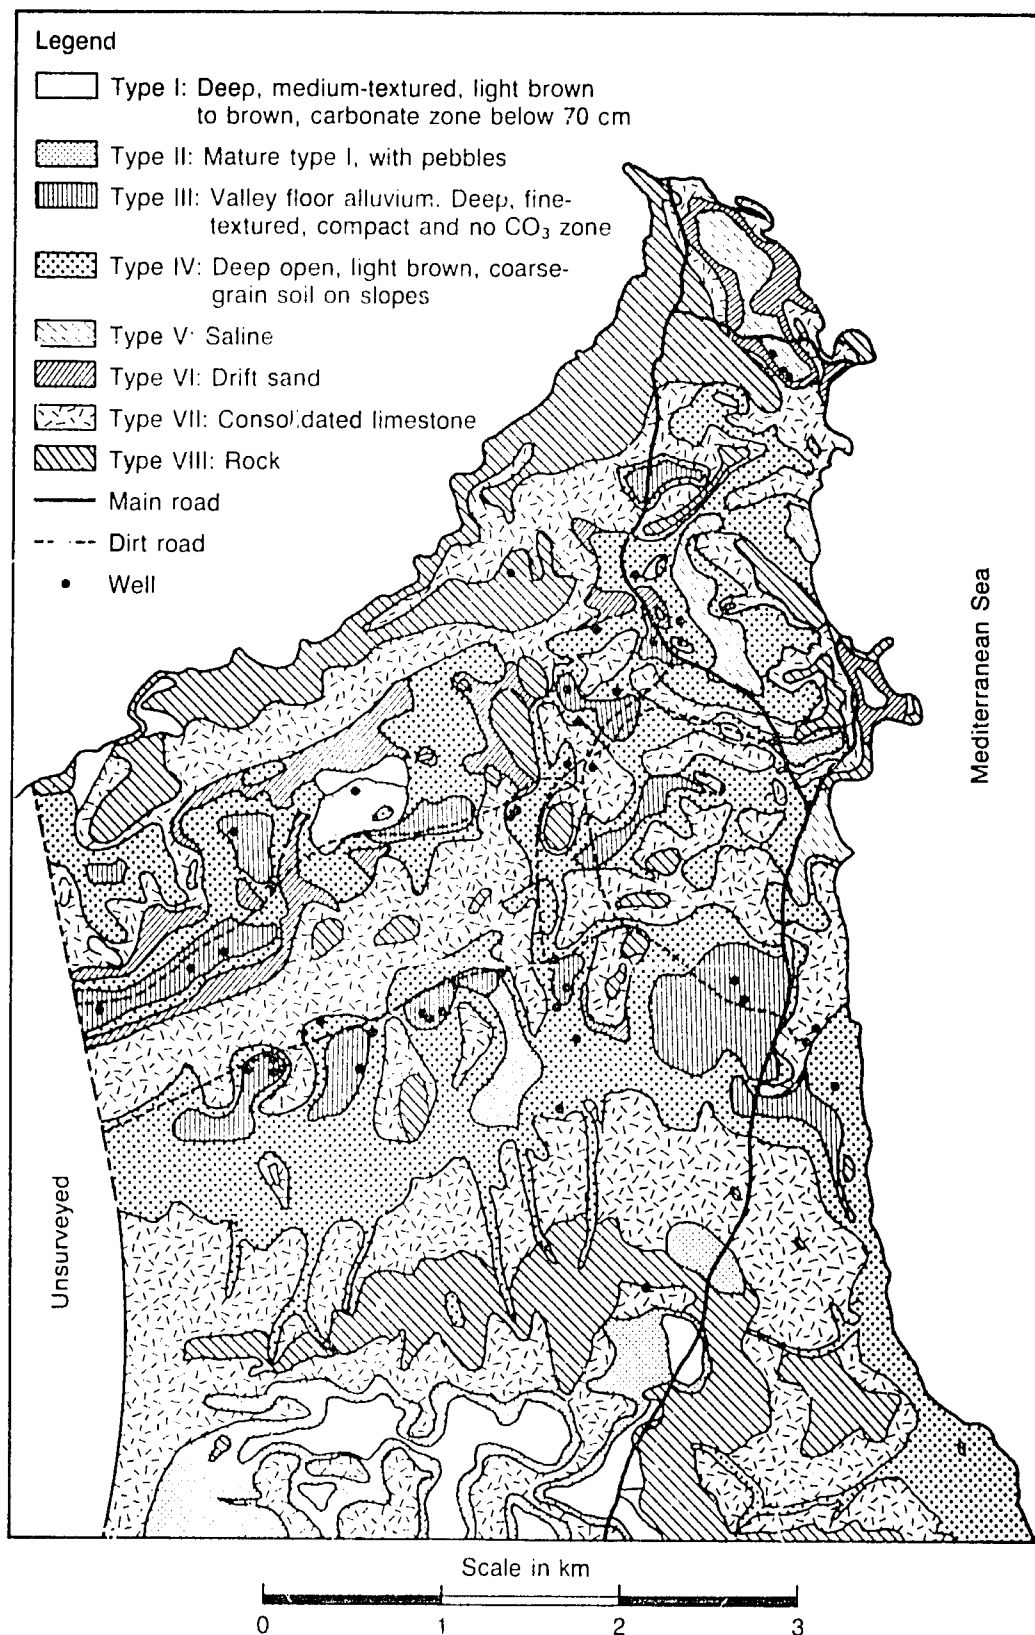 Legend
Type I: Deep, medium-textured, light brown
to brown, carbonate zone below 70 cm
Type II: Mature type I, with pebbles
Type III: Valley floor alluvium. Deep, fine-
textured, compact and no CO₃ zone
Type IV: Deep open, light brown, coarse-
grain soil on slopes
Type V: Saline
Type VI: Drift sand
Type VII: Consolidated limestone
Type VIII: Rock
Main road
Dirt road
Well
Mediterranean Sea
Unsurveyed
Scale in km
0 1 2 3